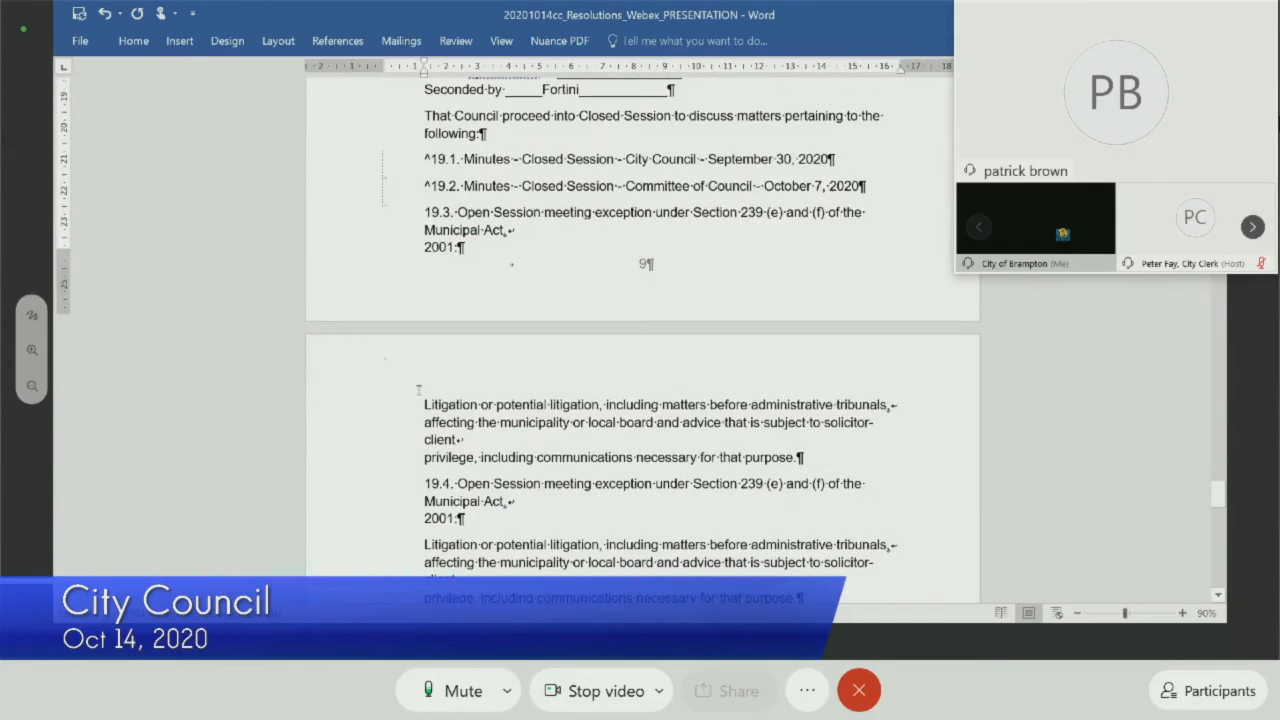 20201014cc_Resolutions_Webex_PRESENTATION - Word
File Home Insert Design Layout References Mailings Review View Nuance PDF Tell me what you want to do...
Seconded by _____Fortini____________¶
That Council proceed into Closed Session to discuss matters pertaining to the
following:¶
^19.1. Minutes - Closed Session - City Council - September 30, 2020¶
^19.2. Minutes - Closed Session - Committee of Council - October 7, 2020¶
19.3. Open Session meeting exception under Section 239 (e) and (f) of the
Municipal Act,
2001:¶
9¶
Litigation or potential litigation, including matters before administrative tribunals,
affecting the municipality or local board and advice that is subject to solicitor-
client
privilege, including communications necessary for that purpose.¶
19.4. Open Session meeting exception under Section 239 (e) and (f) of the
Municipal Act,
2001:¶
Litigation or potential litigation, including matters before administrative tribunals,
affecting the municipality or local board and advice that is subject to solicitor-
privilege, including communications necessary for that purpose.¶
90%
PB
patrick brown
PC
City of Brampton (Me)
Peter Fay, City Clerk (Host)
City Council
Oct 14, 2020
Mute
Stop video
Share
Participants